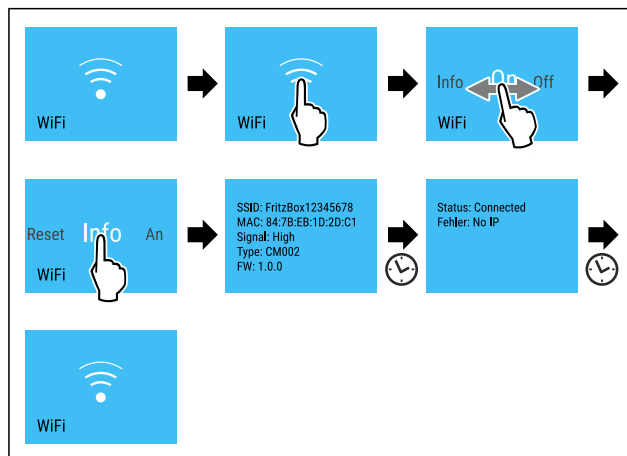 WiFi
WiFi
Info On Off
WiFi
Reset Info An
WiFi
SSID: FritzBox12345678
MAC: 84:7B:EB:1D:2D:C1
Signal: High
Type: CM002
FW: 1.0.0
Status: Connected
Fehler: No IP
WiFi